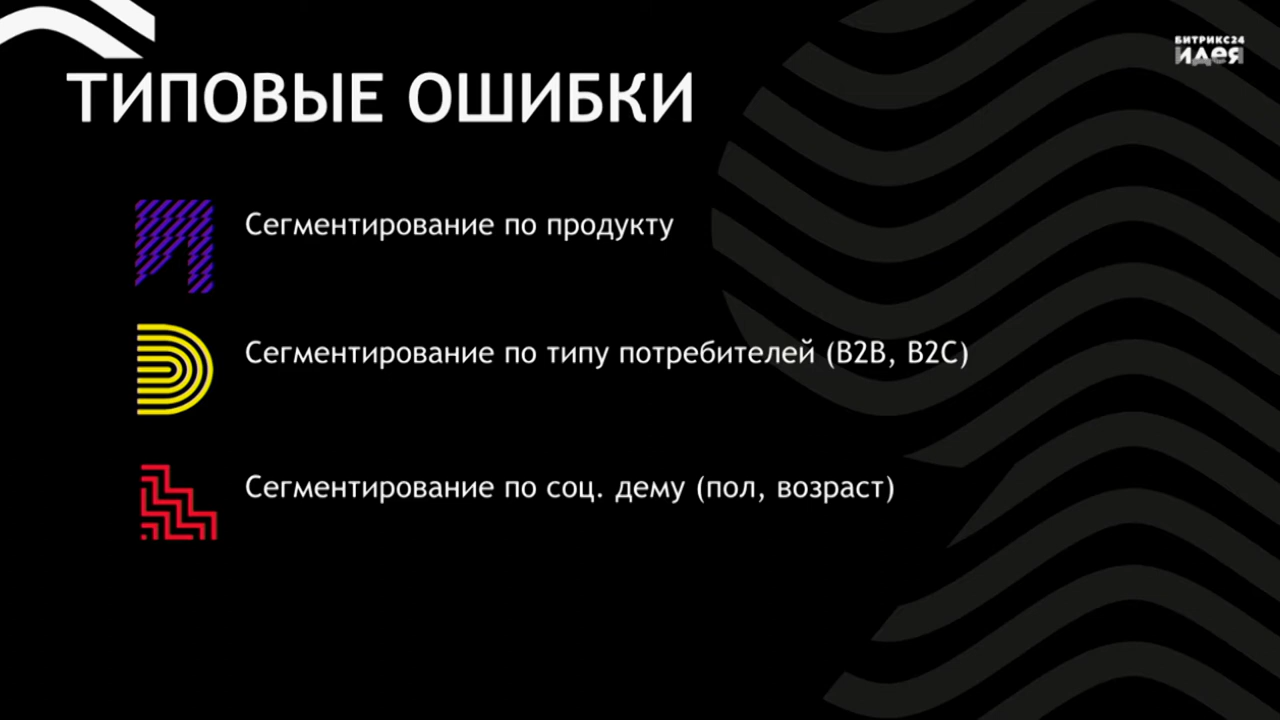 БИТРИКС24
ИДЕЯ
ТИПОВЫЕ ОШИБКИ
Сегментирование по продукту
Сегментирование по типу потребителей (B2B, B2C)
Сегментирование по соц. дему (пол, возраст)